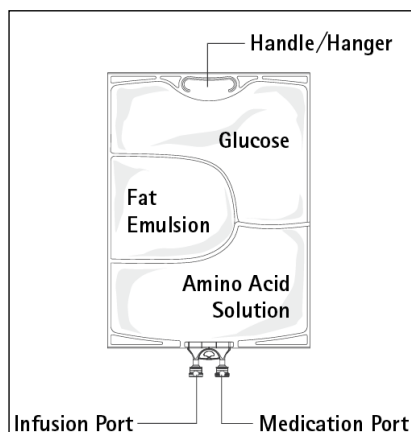 Handle/Hanger
Glucose
Fat
Emulsion
Amino Acid
Solution
Infusion Port
Medication Port